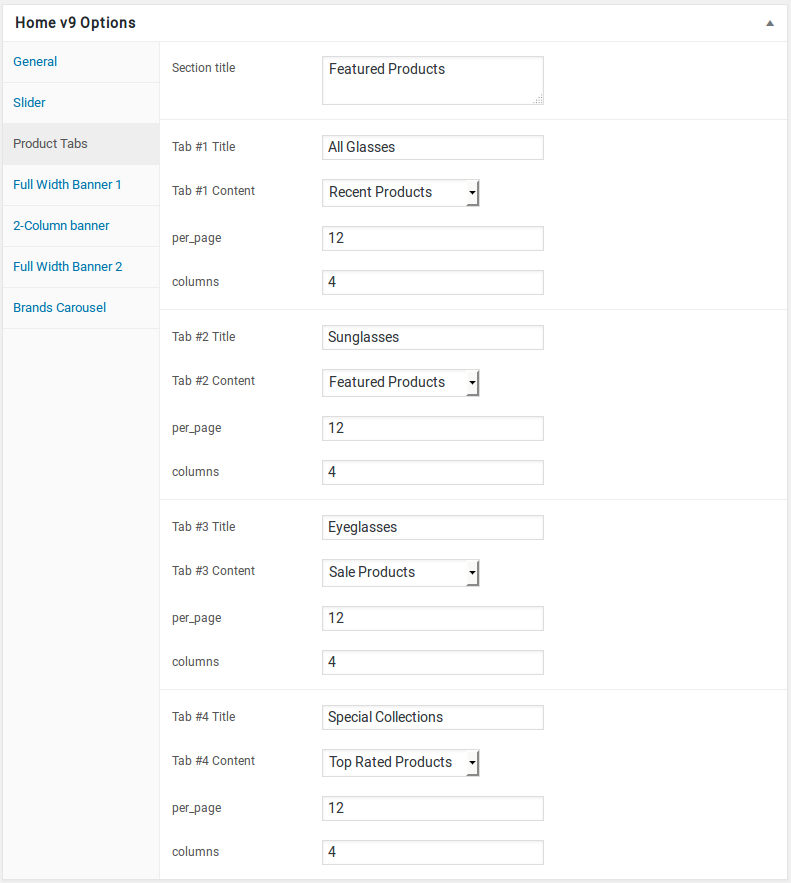 Home v9 Options
General
Slider
Product Tabs
Full Width Banner 1
2-Column banner
Full Width Banner 2
Brands Carousel
Section title
Featured Products
Tab #1 Title
All Glasses
Tab #1 Content
Recent Products
per_page
12
columns
4
Tab #2 Title
Sunglasses
Tab #2 Content
Featured Products
per_page
12
columns
4
Tab #3 Title
Eyeglasses
Tab #3 Content
Sale Products
per_page
12
columns
4
Tab #4 Title
Special Collections
Tab #4 Content
Top Rated Products
per_page
12
columns
4